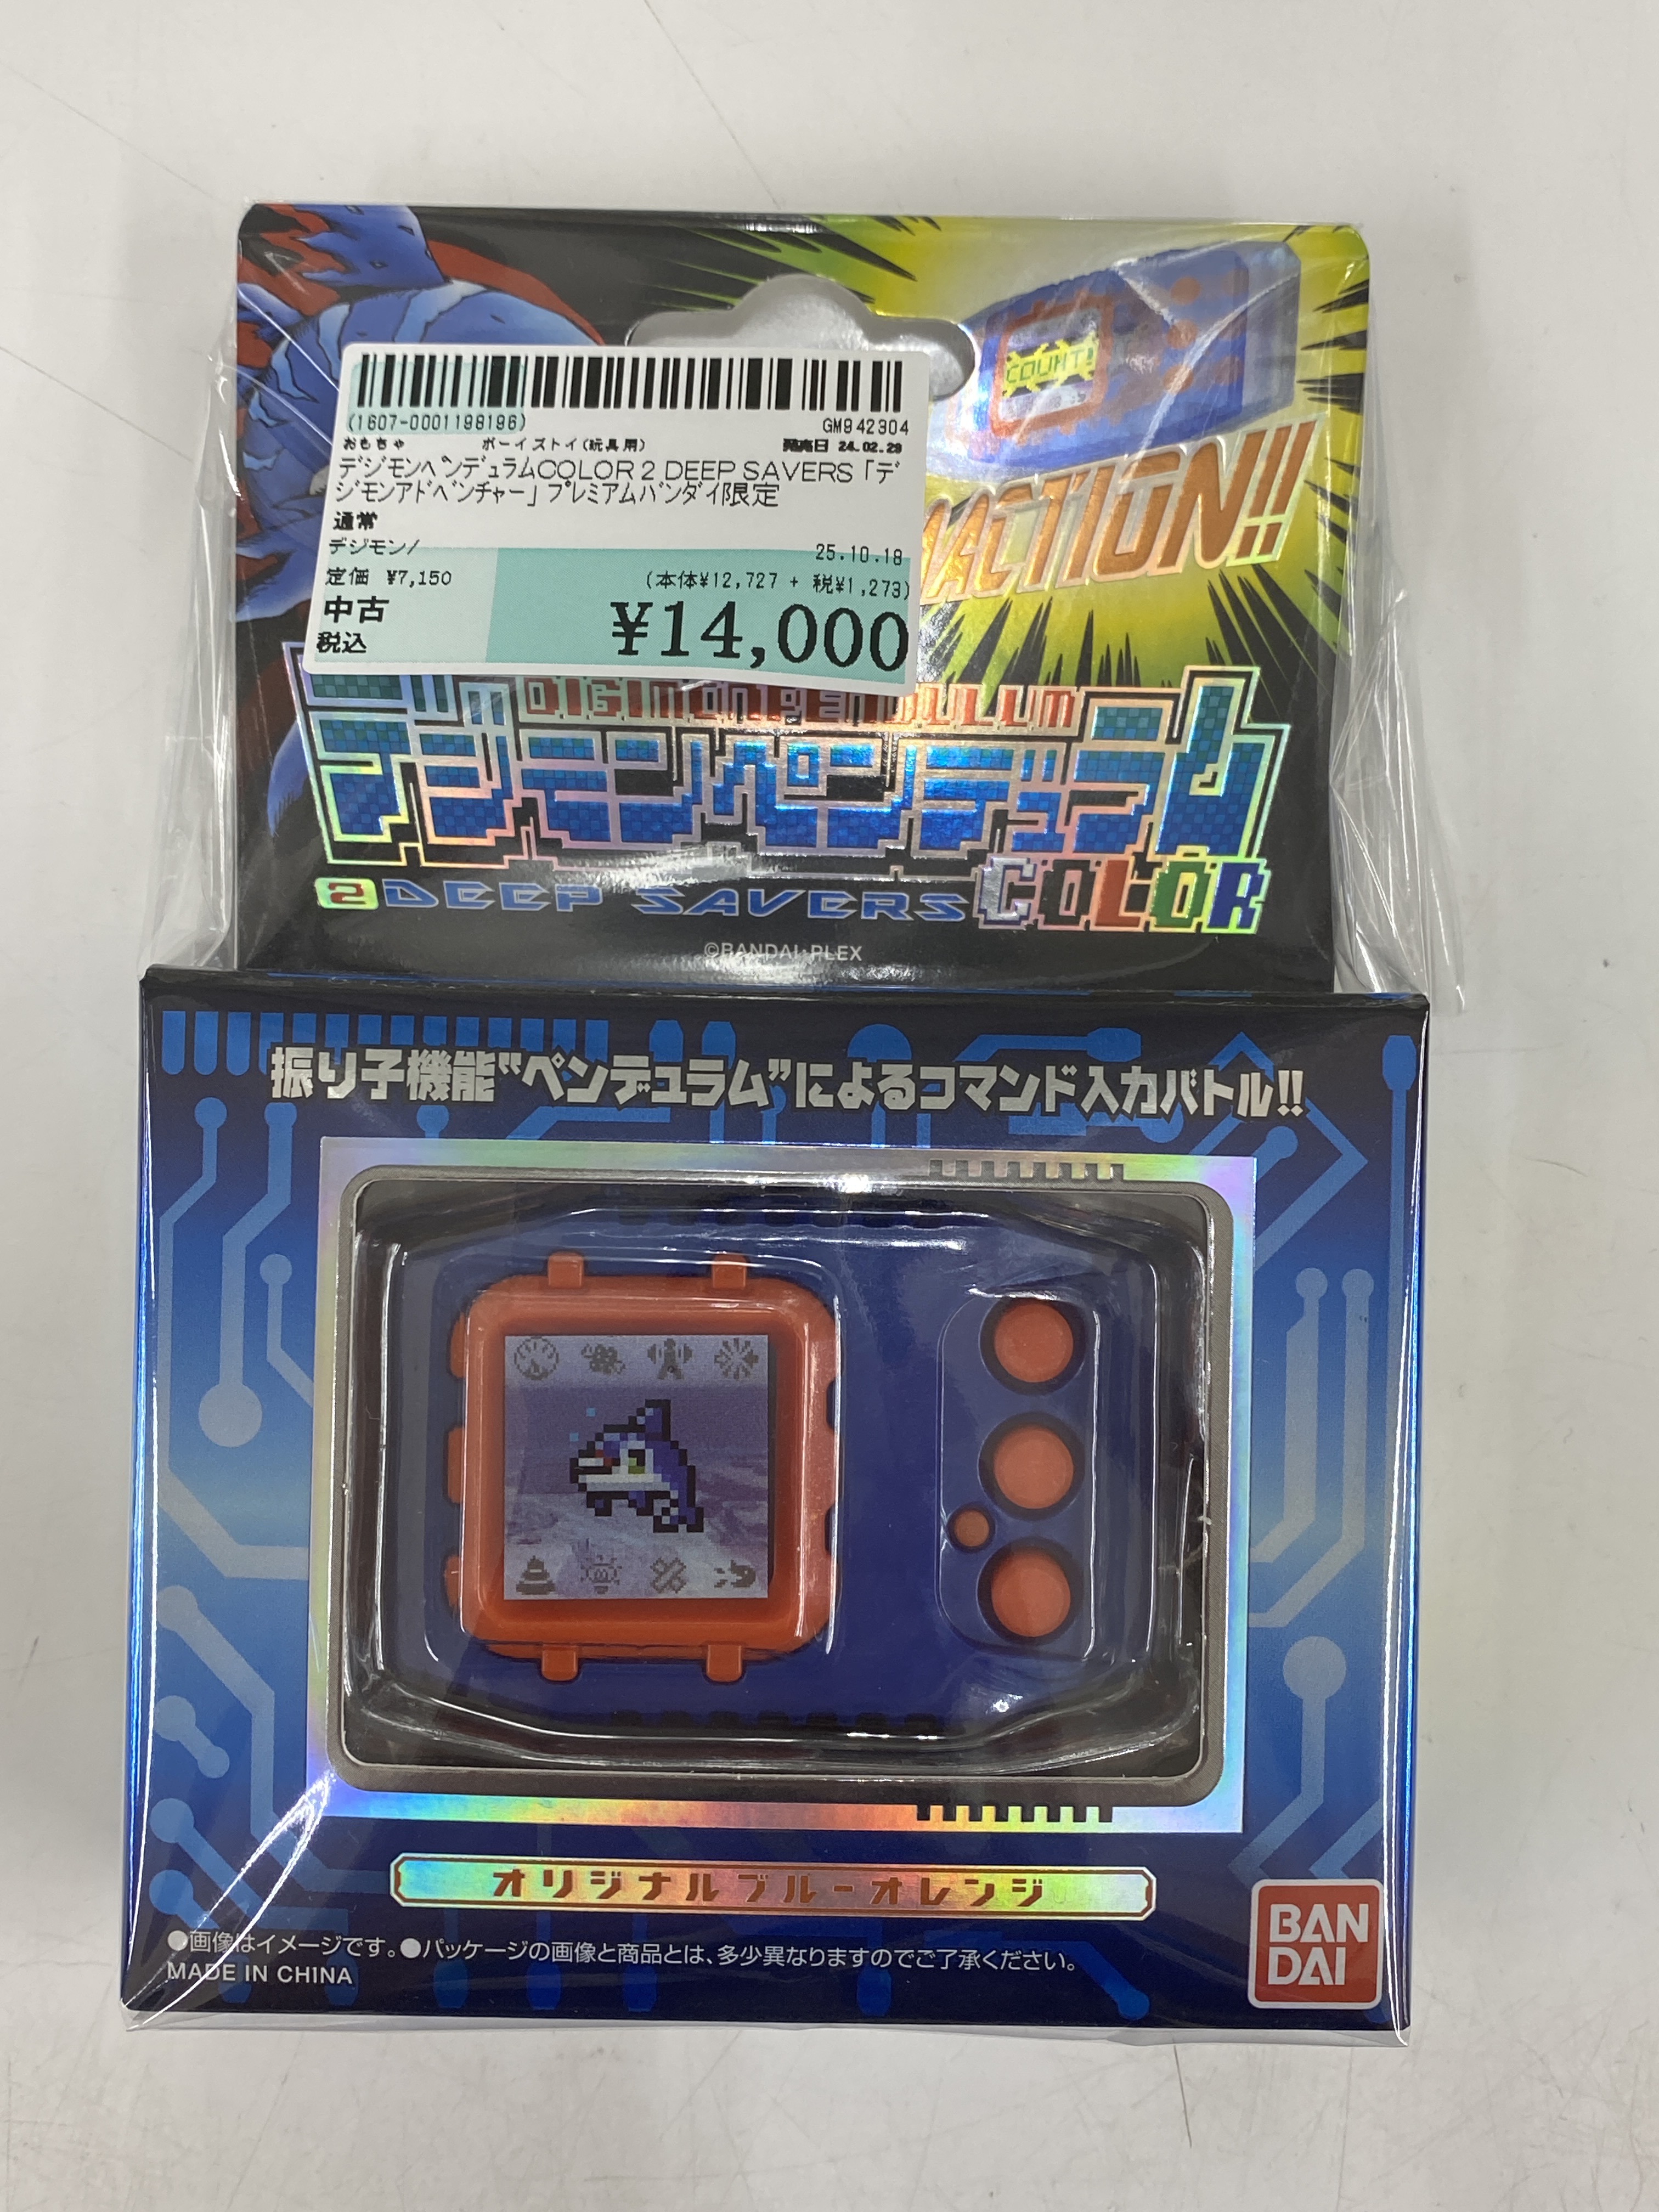 COUNT!
ACTION!!
(1607-0001198196) GM942304
おもちゃ ボーイズトイ(玩具用) 発売日 24.02.29
デジモンペンデュラムCOLOR 2 DEEP SAVERS「デ
ジモンアドベンチャー」プレミアムバンダイ限定
通常
デジモン/ 25.10.18
定価 ¥7,150 (本体¥12,727 + 税¥1,273)
中古 ¥14,000
税込
デジモンペンデュラム
2 DEEP SAVERS COLOR
©BANDAI・PLEX
振り子機能“ペンデュラム”によるコマンド入力バトル!!
オリジナルブルーオレンジ
●画像はイメージです。●パッケージの画像と商品とは、多少異なりますのでご了承ください。
MADE IN CHINA
BAN
DAI